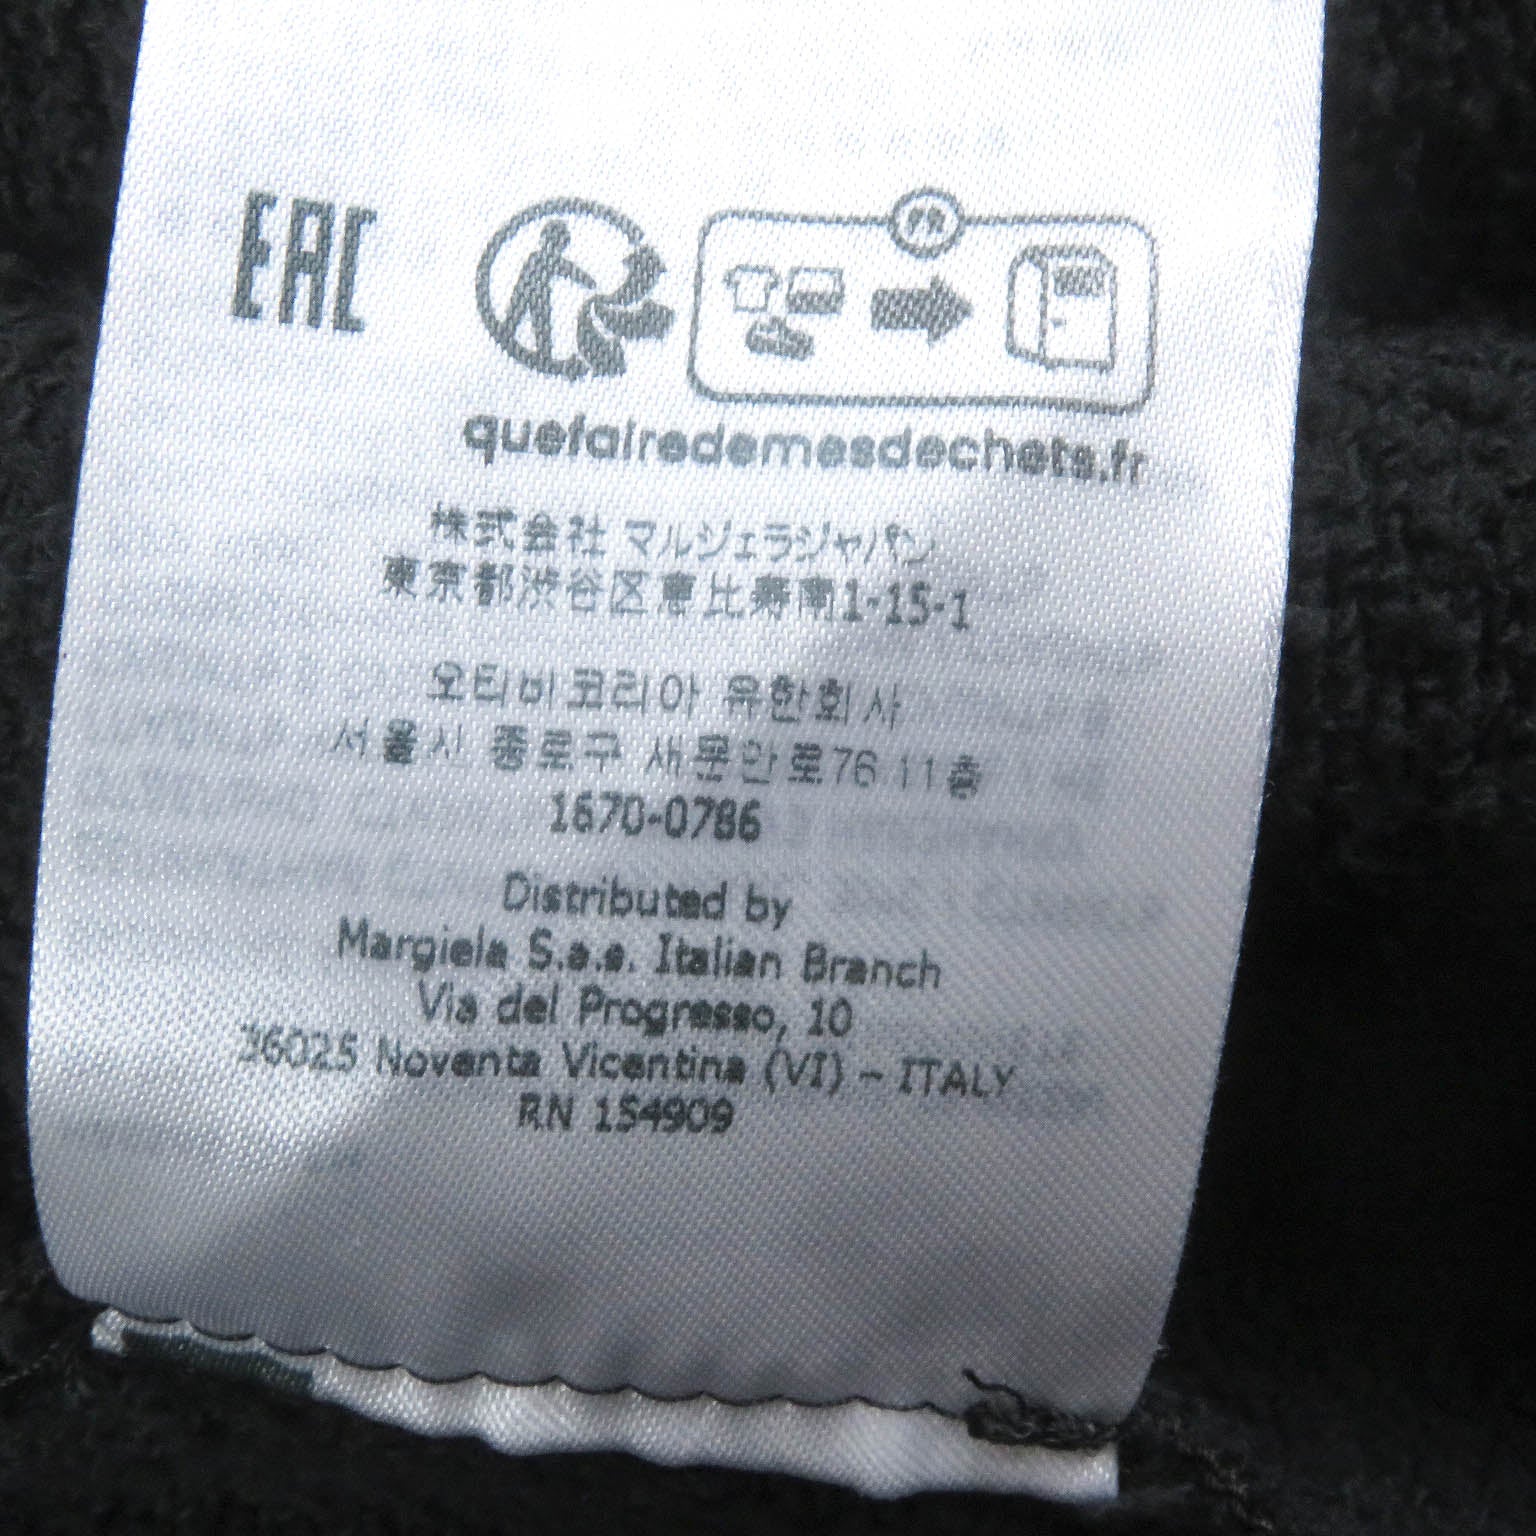 EAC
FR
quefairedemesdechets.fr
株式会社 マルジェラジャパン
東京都渋谷区恵比寿南1-15-1
오티비코리아 유한회사
서울시 종로구 새문안로76 11층
1670-0786
Distributed by
Margiela S.a.s. Italian Branch
Via del Progresso, 10
36025 Noventa Vicentina (VI) – ITALY
RN 154909